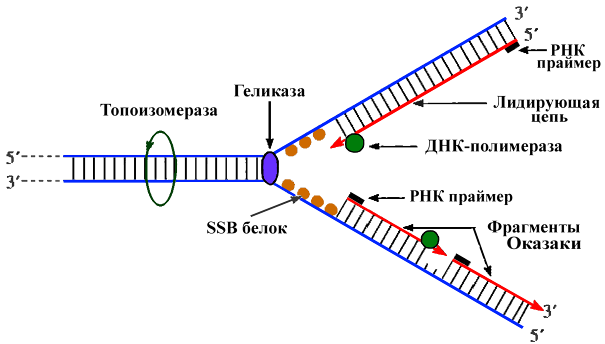 3′
5′
РНК
праймер
Геликаза
Топоизомераза
Лидирующая
цепь
ДНК-полимераза
5′
3′
РНК праймер
SSB белок
Фрагменты
Оказаки
3′
5′